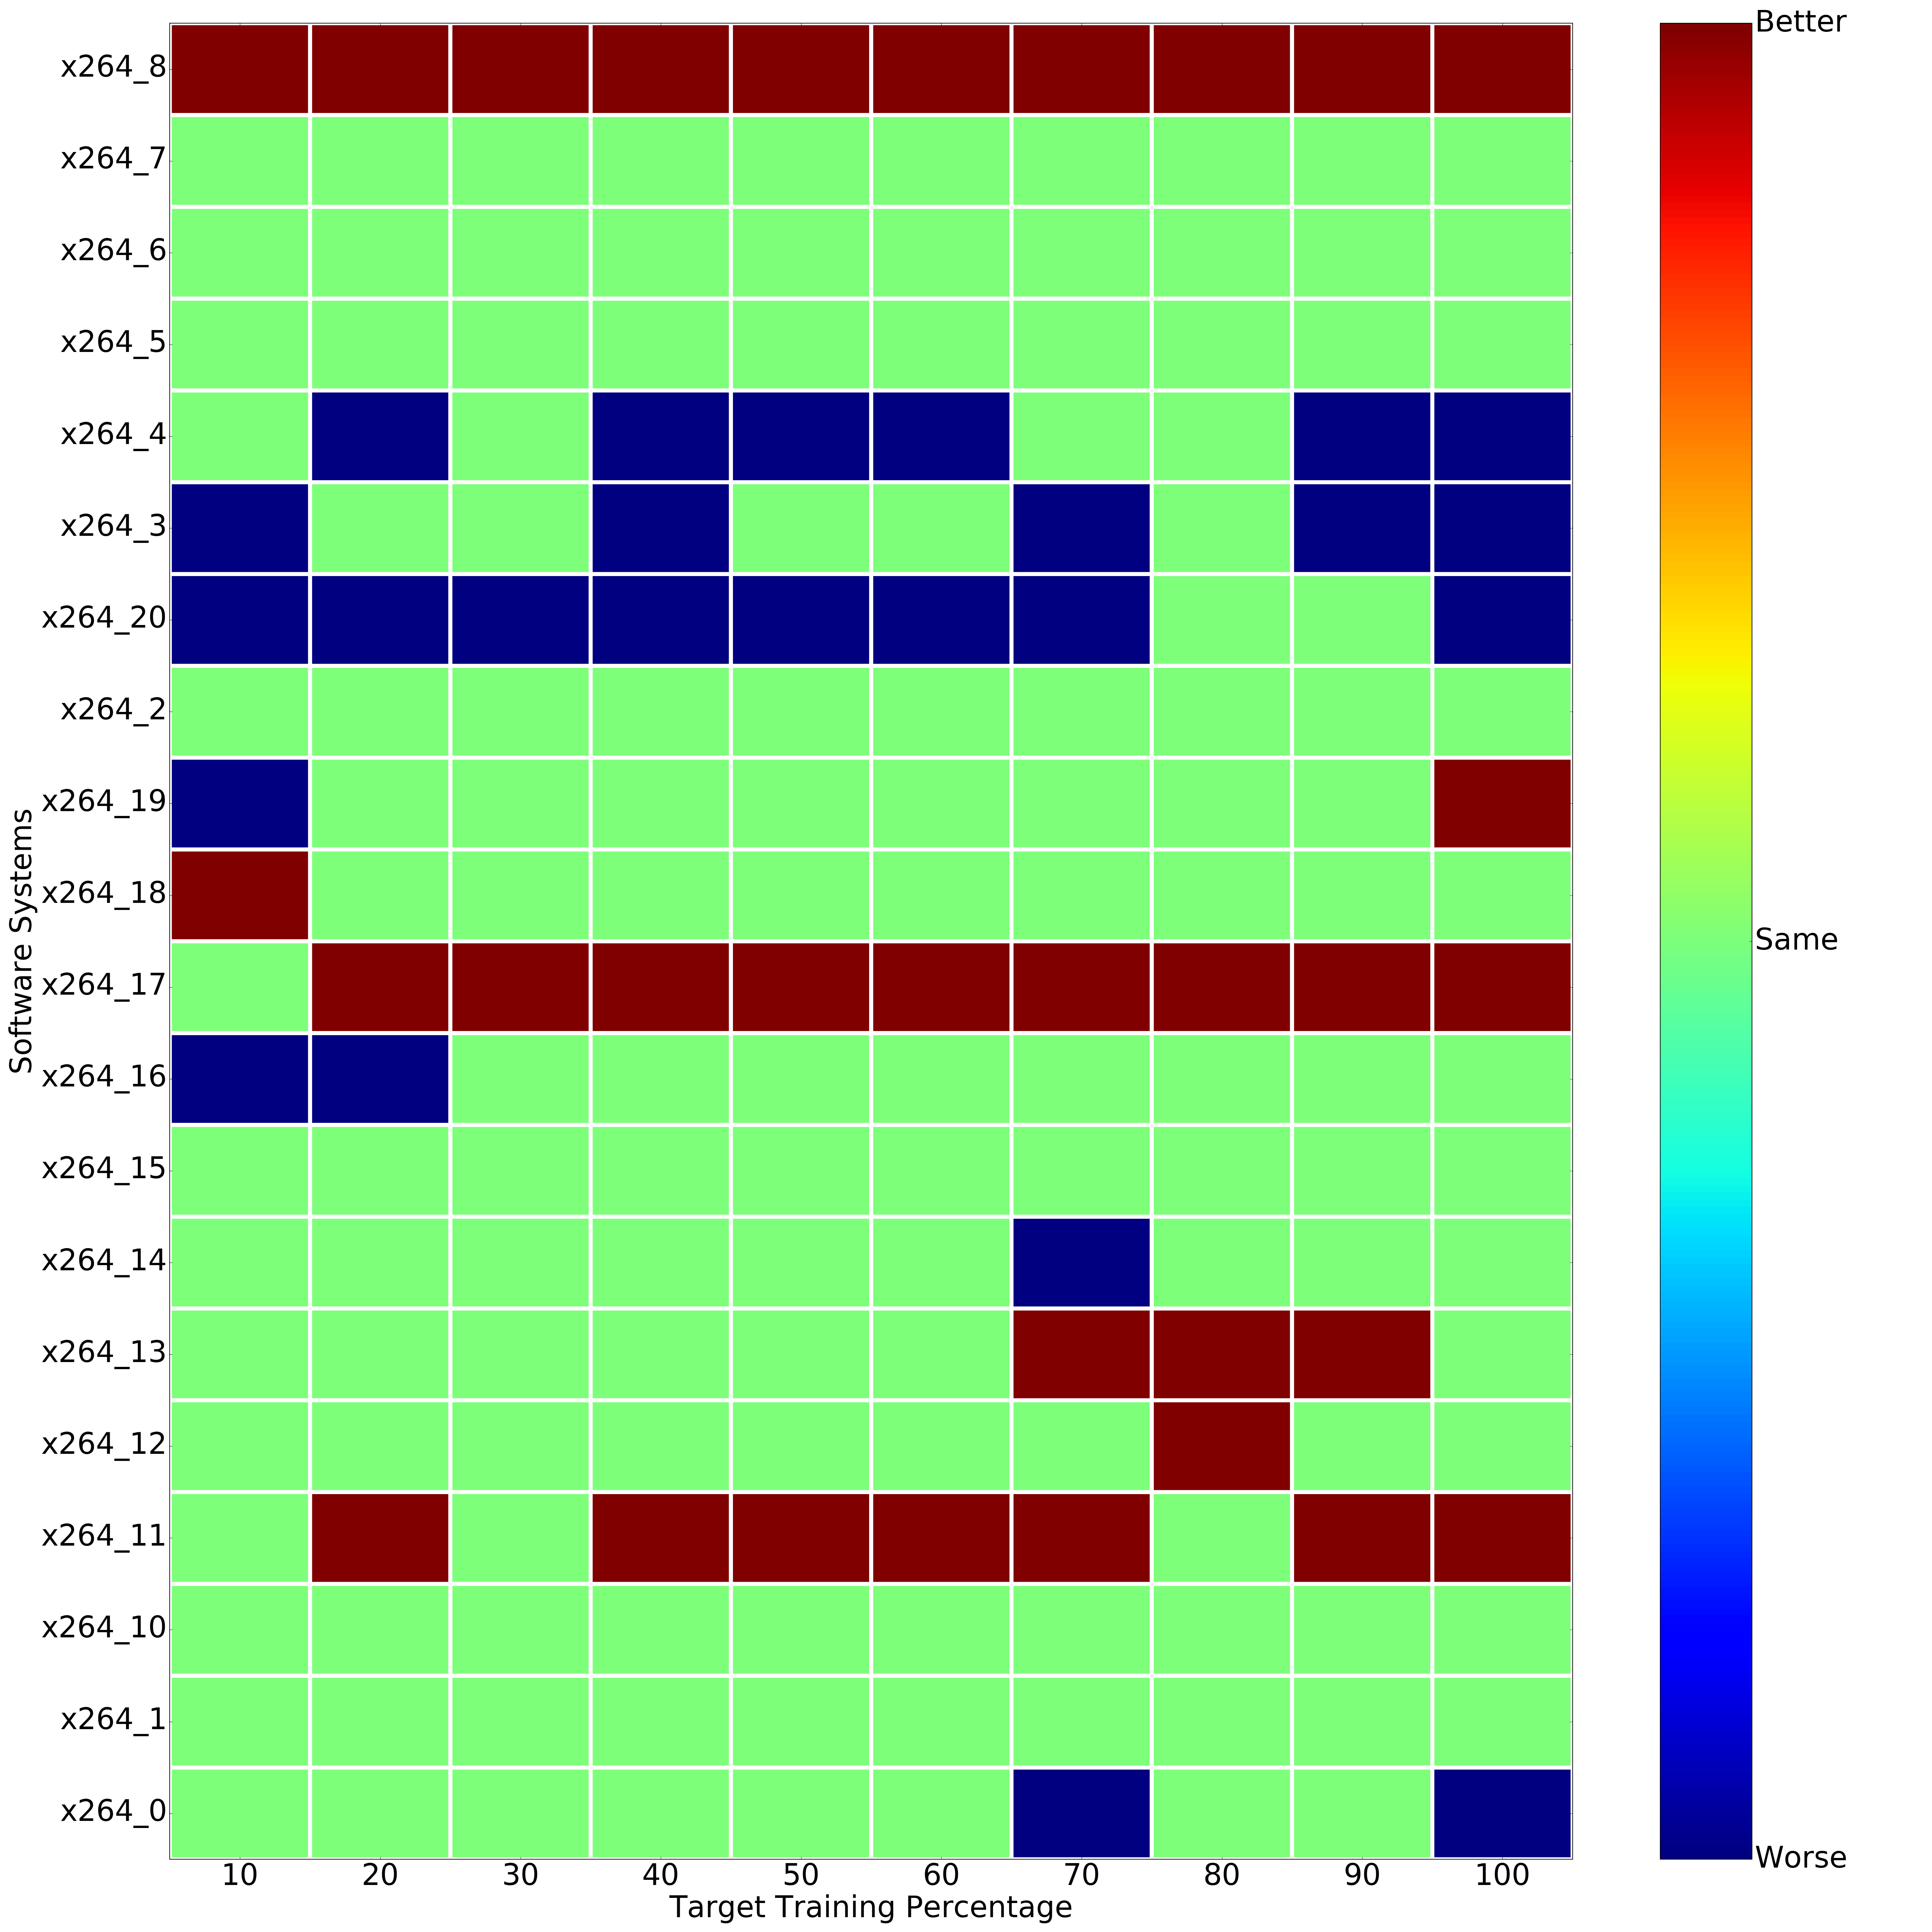 Better
x264_8
x264_7
x264_6
x264_5
x264_4
x264_3
x264_20
x264_2
x264_19
x264_18
Same
x264_17
x264_16
x264_15
x264_14
x264_13
x264_12
x264_11
x264_10
x264_1
x264_0
Worse
Software Systems
10 20 30 40 50 60 70 80 90 100
Target Training Percentage